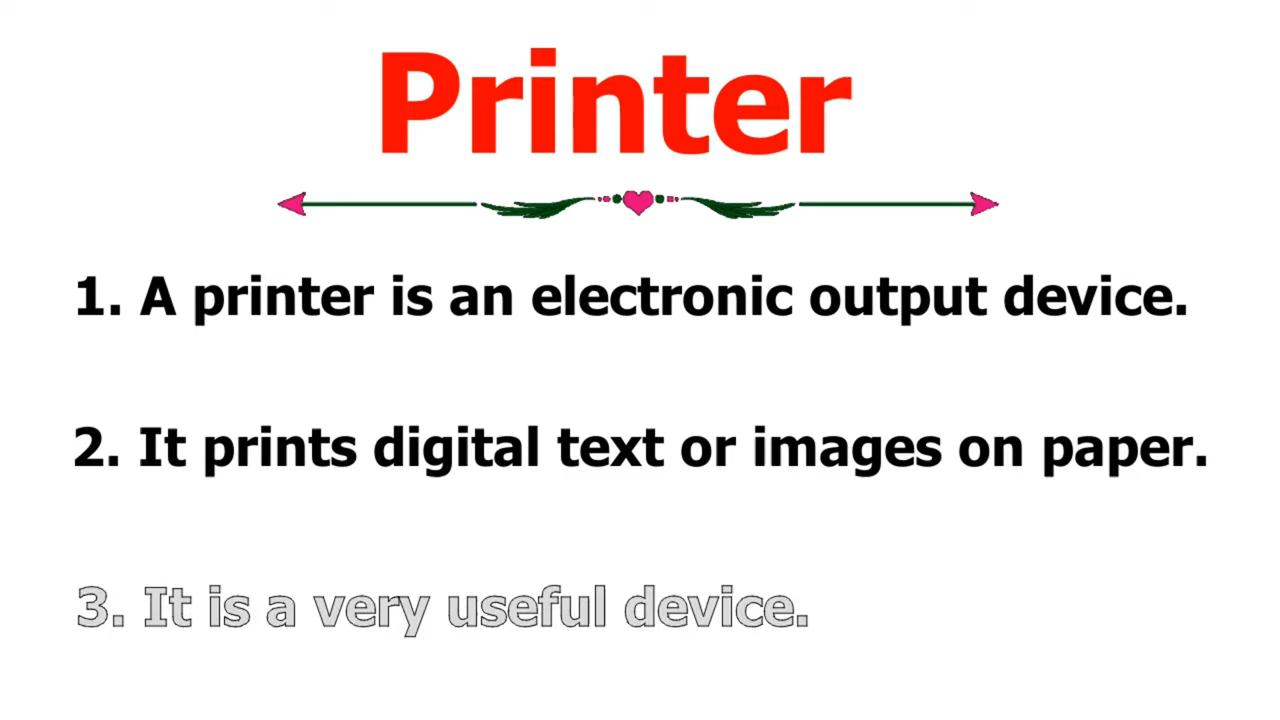 Printer
1. A printer is an electronic output device.
2. It prints digital text or images on paper.
3. It is a very useful device.